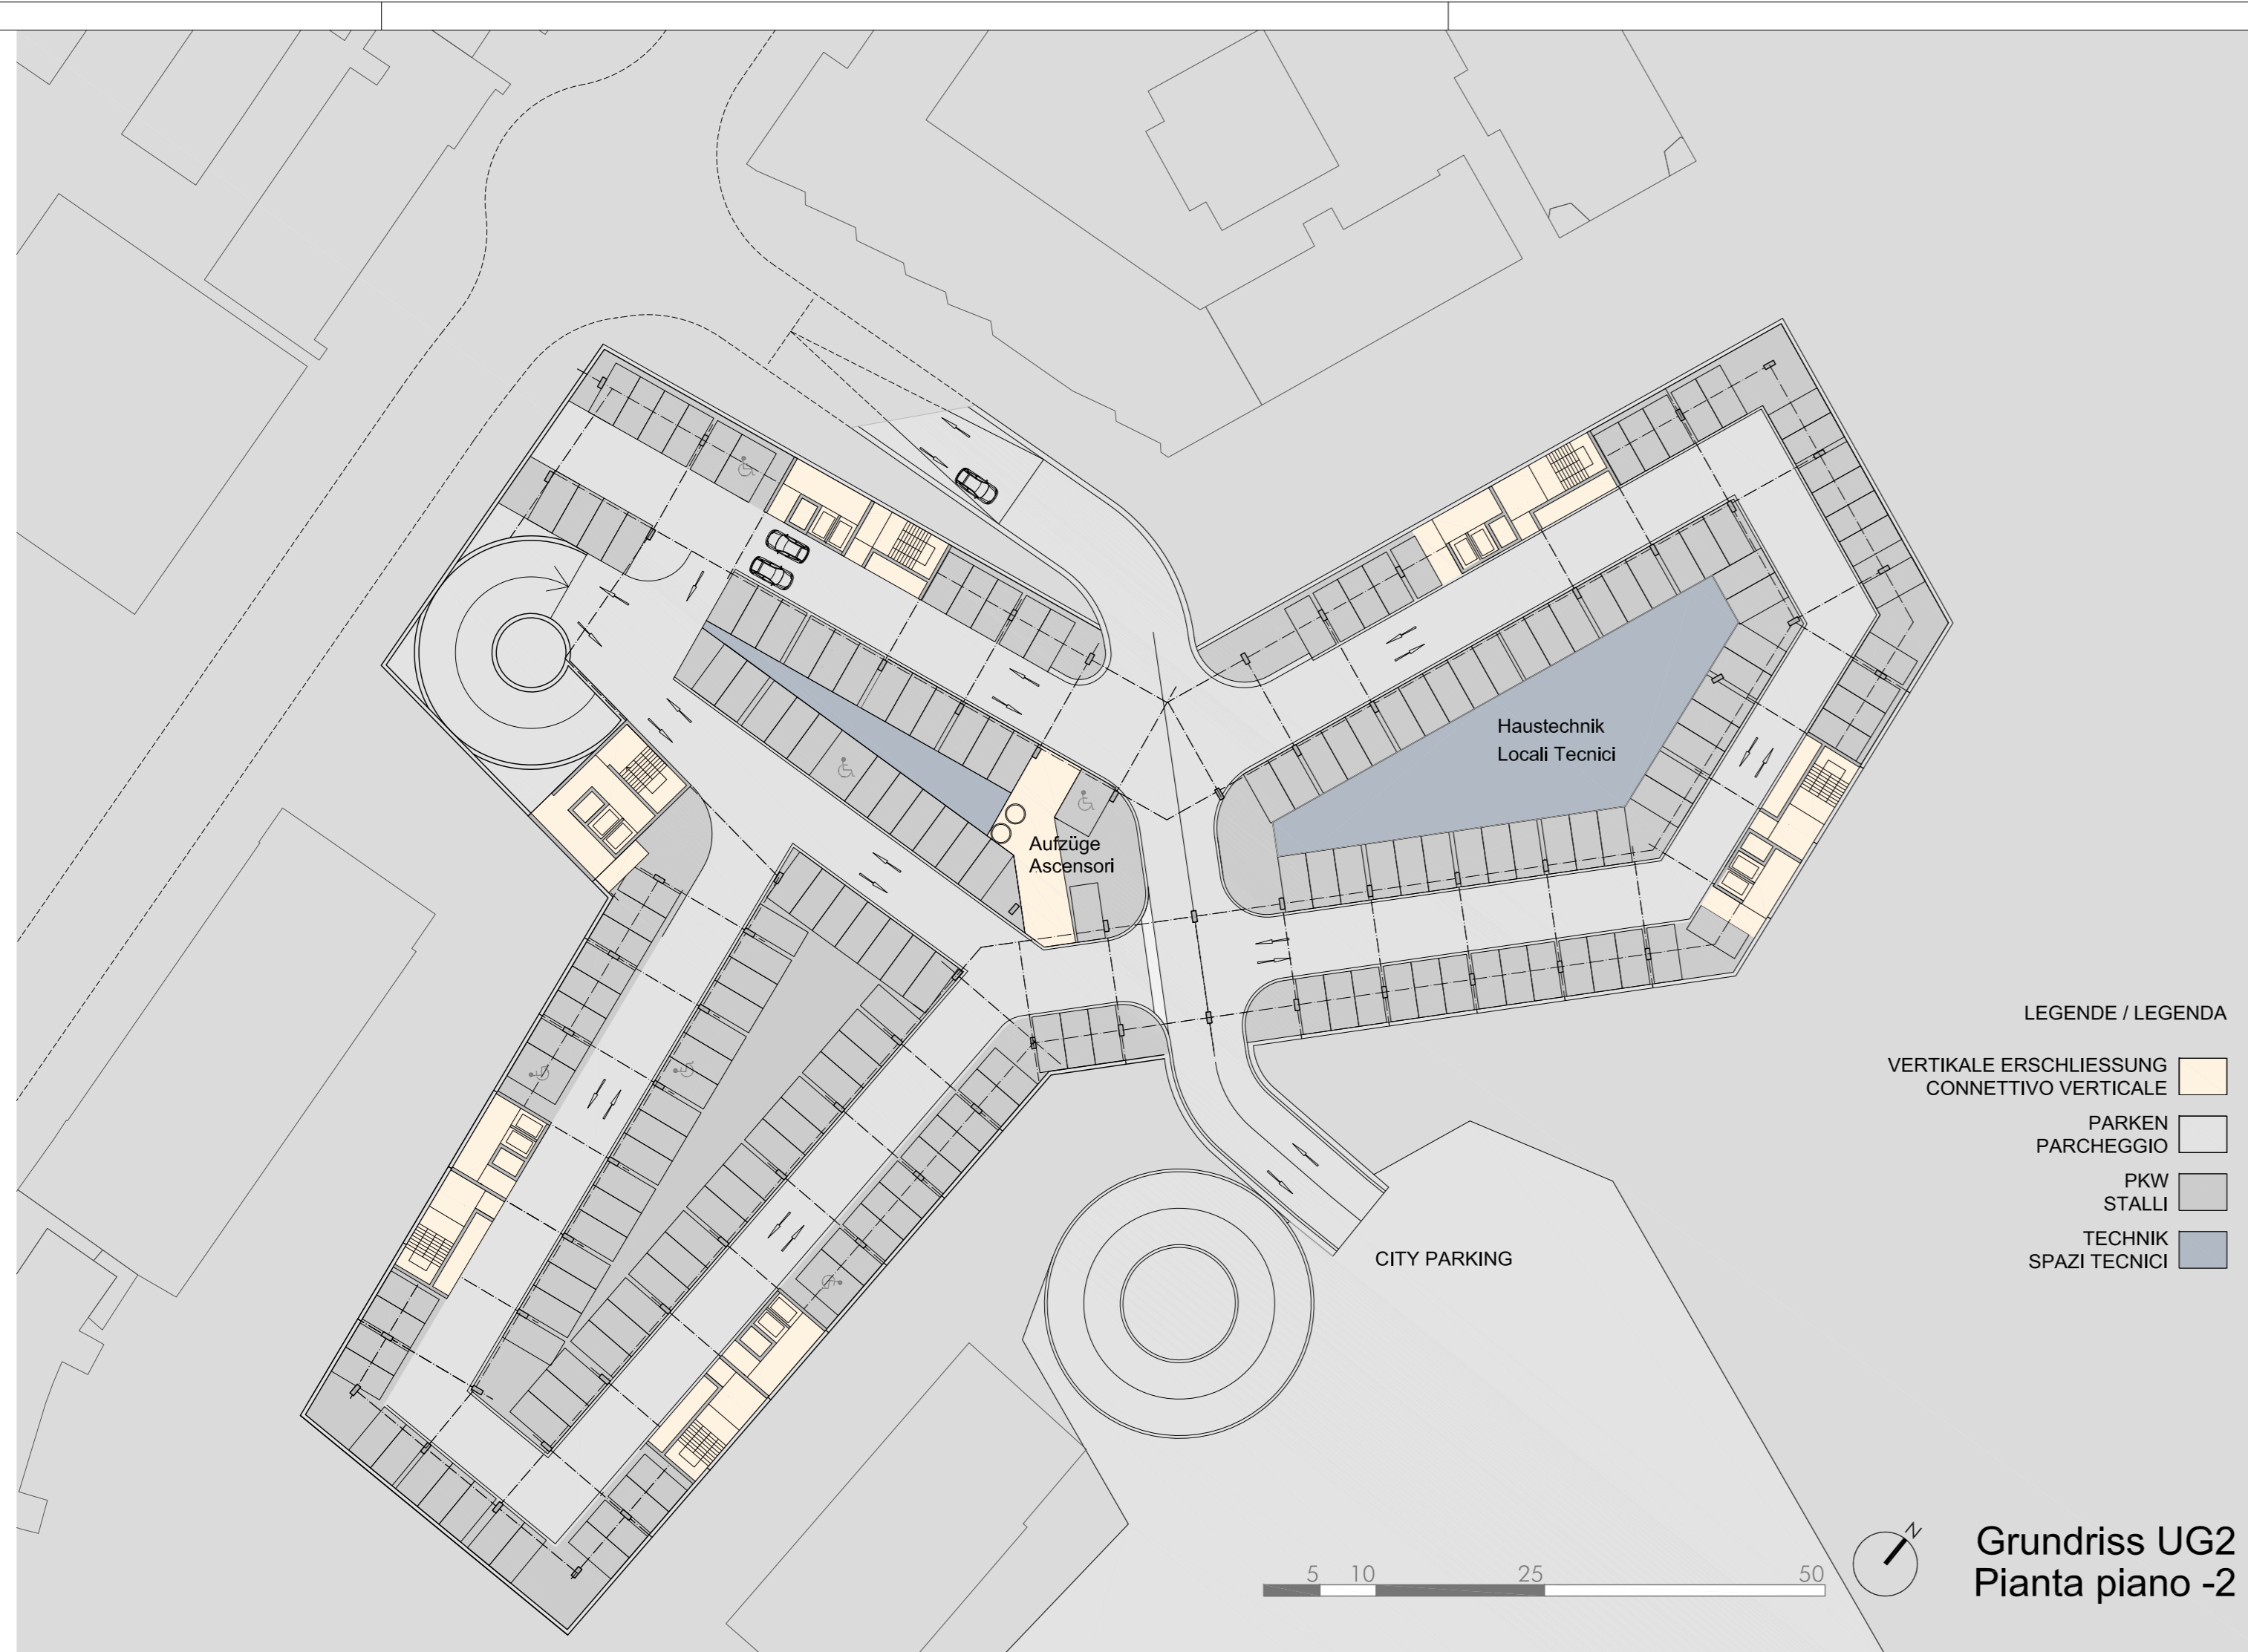 Haustechnik
Locali Tecnici
Aufzüge
Ascensori
LEGENDE / LEGENDA
VERTIKALE ERSCHLIESSUNG
CONNETTIVO VERTICALE
PARKEN
PARCHEGGIO
PKW
STALLI
TECHNIK
SPAZI TECNICI
CITY PARKING
N
Grundriss UG2
Pianta piano -2
5 10 25 50